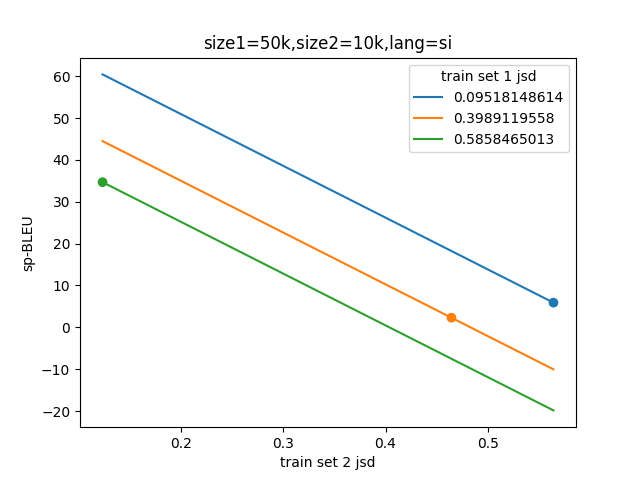 size1=50k,size2=10k,lang=si
train set 1 jsd
0.09518148614
0.3989119558
0.5858465013
sp-BLEU
60
50
40
30
20
10
0
−10
−20
0.2 0.3 0.4 0.5
train set 2 jsd